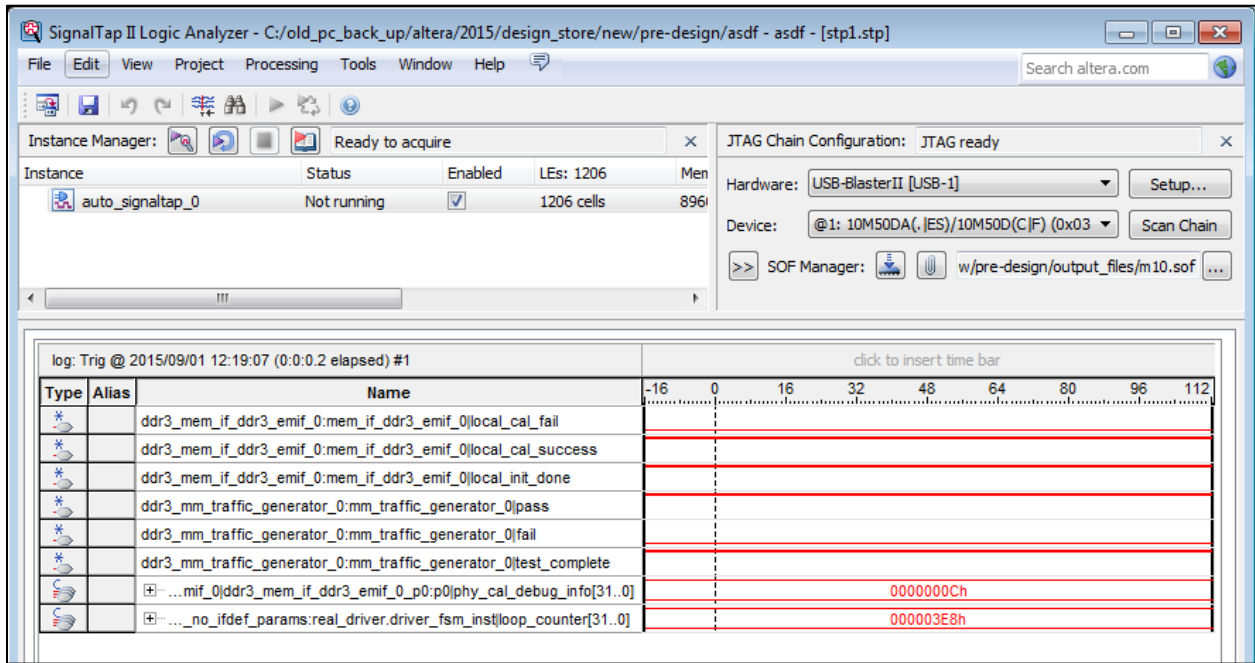 SignalTap II Logic Analyzer - C:/old_pc_back_up/altera/2015/design_store/new/pre-design/asdf - asdf - [stp1.stp]
File Edit View Project Processing Tools Window Help
Search altera.com
Instance Manager: Ready to acquire
Instance Status Enabled LEs: 1206
auto_signaltap_0 Not running 1206 cells
JTAG Chain Configuration: JTAG ready
Hardware: USB-BlasterII [USB-1] Setup...
Device: @1: 10M50DA(.|ES)/10M50D(C|F) (0x03 Scan Chain
>> SOF Manager: w/pre-design/output_files/m10.sof ...
log: Trig @ 2015/09/01 12:19:07 (0:0:0.2 elapsed) #1 click to insert time bar
Type Alias Name -16 0 16 32 48 64 80 96 112
ddr3_mem_if_ddr3_emif_0:mem_if_ddr3_emif_0|local_cal_fail
ddr3_mem_if_ddr3_emif_0:mem_if_ddr3_emif_0|local_cal_success
ddr3_mem_if_ddr3_emif_0:mem_if_ddr3_emif_0|local_init_done
ddr3_mm_traffic_generator_0:mm_traffic_generator_0|pass
ddr3_mm_traffic_generator_0:mm_traffic_generator_0|fail
ddr3_mm_traffic_generator_0:mm_traffic_generator_0|test_complete
...mif_0|ddr3_mem_if_ddr3_emif_0_p0:p0|phy_cal_debug_info[31..0] 0000000Ch
..._no_ifdef_params:real_driver.driver_fsm_inst|loop_counter[31..0] 000003E8h